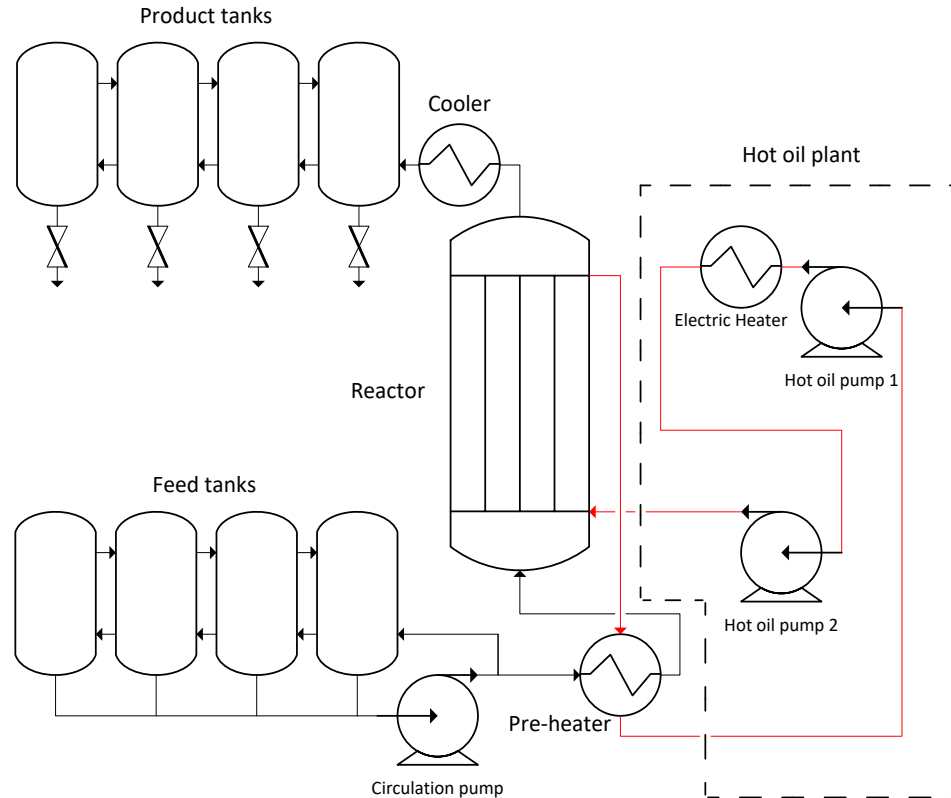 Product tanks
Cooler
Hot oil plant
Electric Heater
Hot oil pump 1
Reactor
Feed tanks
Hot oil pump 2
Pre-heater
Circulation pump